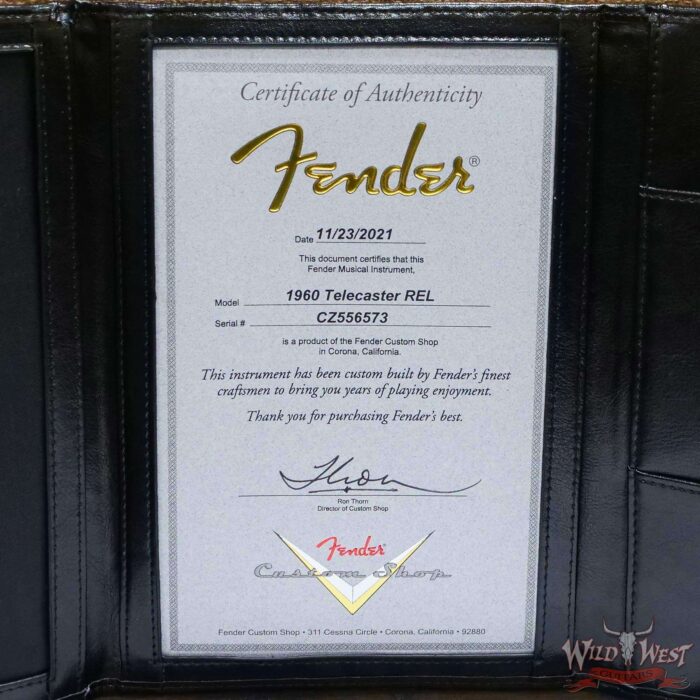 Certificate of Authenticity
Fender®
Date 11/23/2021
This document certifies that this
Fender Musical Instrument,
Model 1960 Telecaster REL
Serial # CZ556573
is a product of the Fender Custom Shop
in Corona, California.
This instrument has been custom built by Fender's finest
craftsmen to bring you years of playing enjoyment.
Thank you for purchasing Fender's best.
Thorn
Ron Thorn
Director of Custom Shop
Fender
Custom Shop
Fender Custom Shop • 311 Cessna Circle • Corona, California • 92880
WILD WEST
GUITARS